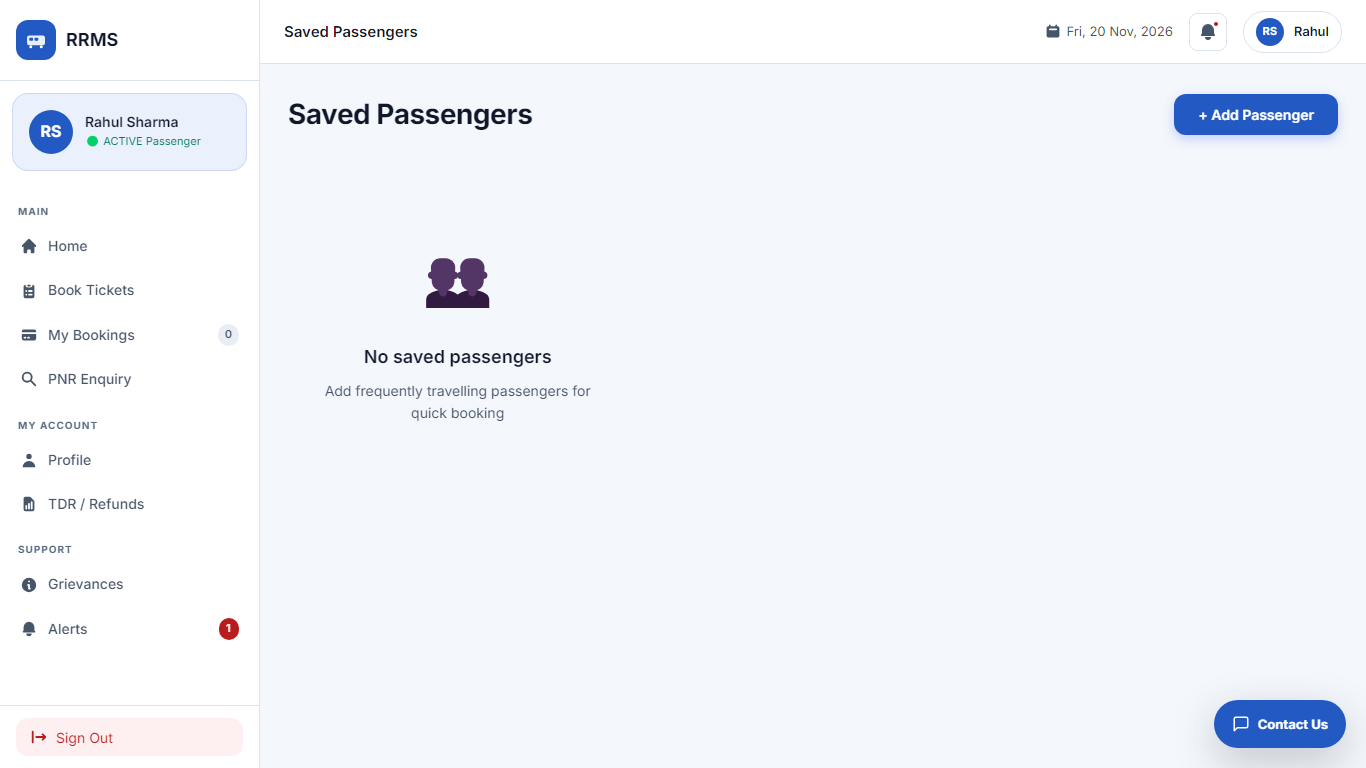 RRMS
Saved Passengers
Fri, 20 Nov, 2026
RS
Rahul
RS
Rahul Sharma
ACTIVE Passenger
MAIN
Home
Book Tickets
My Bookings
0
PNR Enquiry
MY ACCOUNT
Profile
TDR / Refunds
SUPPORT
Grievances
Alerts
1
Sign Out
Saved Passengers
+ Add Passenger
No saved passengers
Add frequently travelling passengers for
quick booking
Contact Us